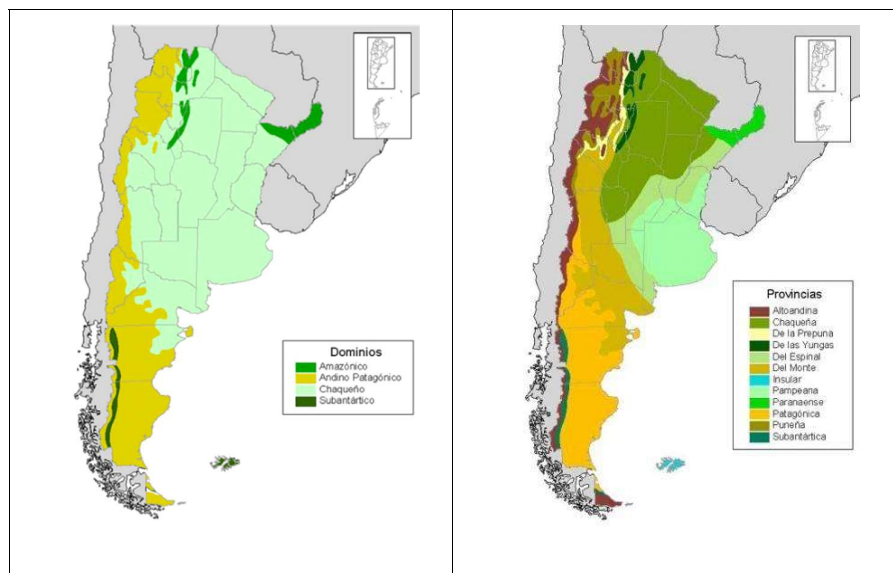 Dominios
Amazónico
Andino Patagónico
Chaqueño
Subantártico
Provincias
Altoandina
Chaqueña
De la Prepuna
De las Yungas
Del Espinal
Del Monte
Insular
Pampeana
Paranaense
Patagónica
Puneña
Subantártica